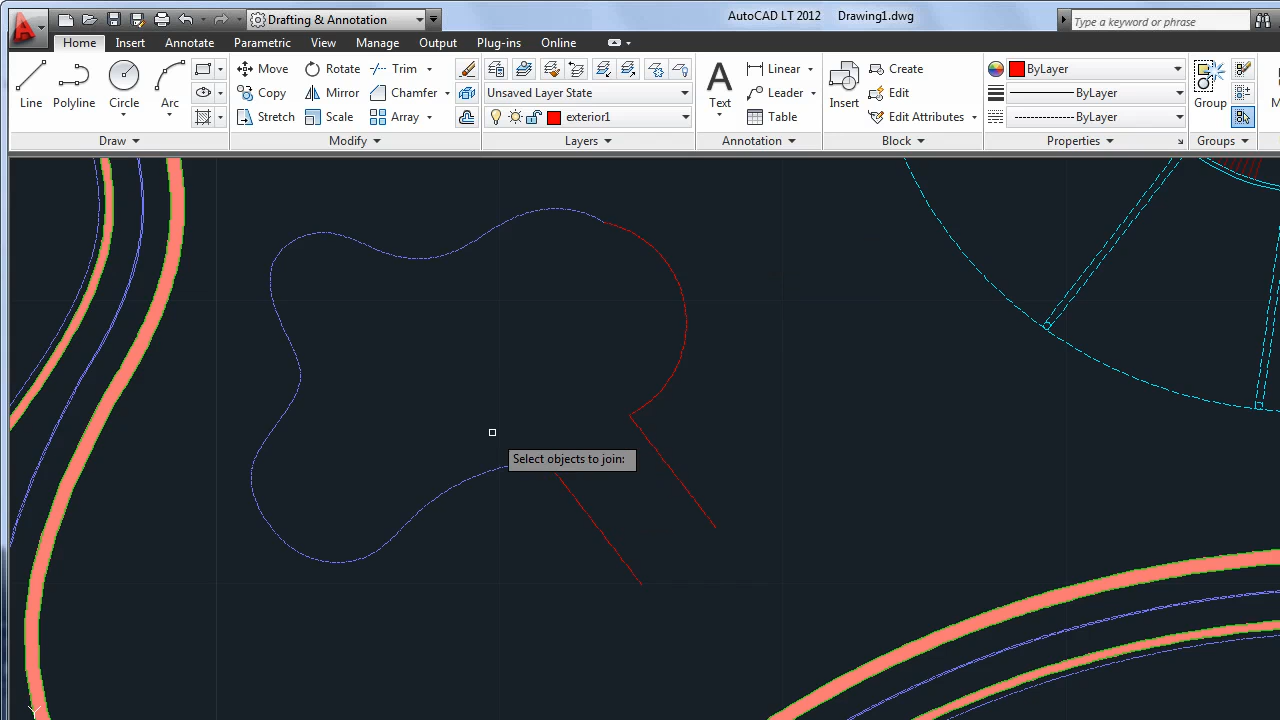 Drafting & Annotation
AutoCAD LT 2012 Drawing1.dwg
Type a keyword or phrase
Home Insert Annotate Parametric View Manage Output Plug-ins Online
Line Polyline Circle Arc
Move Rotate Trim
Copy Mirror Chamfer
Stretch Scale Array
Unsaved Layer State
exterior1
Text
Linear
Leader
Table
Insert
Create
Edit
Edit Attributes
ByLayer
ByLayer
ByLayer
Group
Draw Modify Layers Annotation Block Properties Groups
Select objects to join:
Y